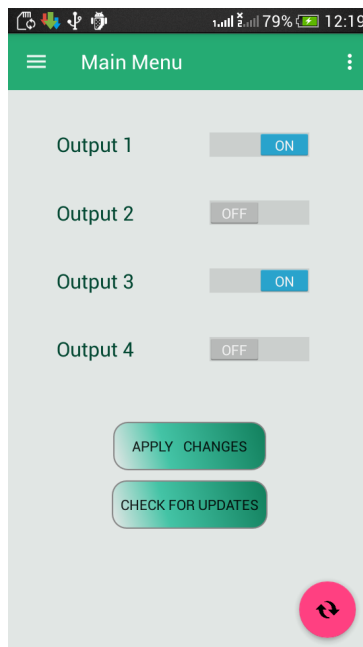 79% 12:19
Main Menu
Output 1 ON
Output 2 OFF
Output 3 ON
Output 4 OFF
APPLY CHANGES
CHECK FOR UPDATES